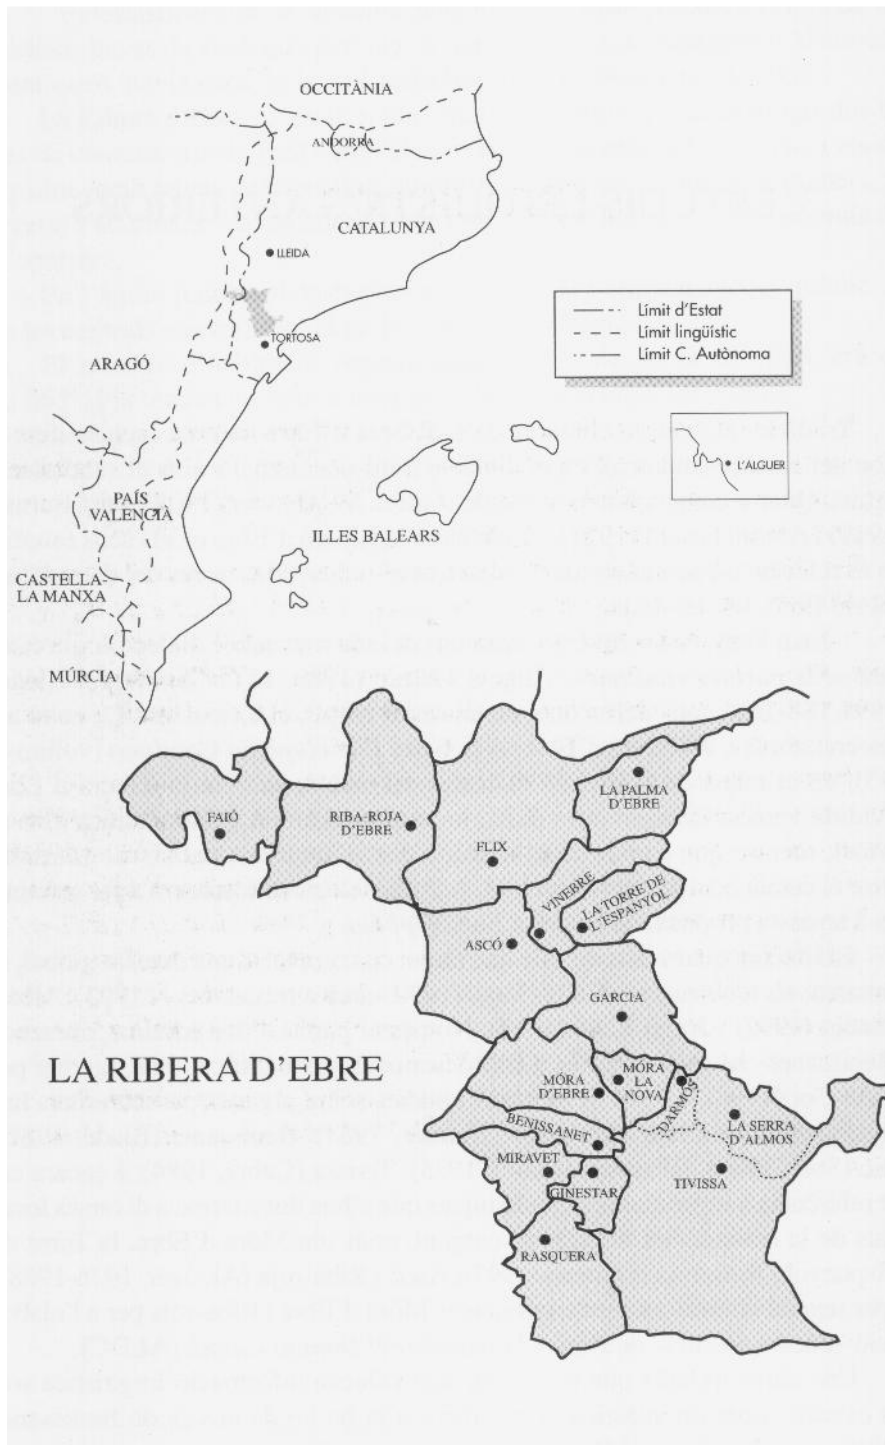 OCCITÀNIA
ANDORRA
CATALUNYA
LLEIDA
TORTOSA
ARAGÓ
Límit d'Estat
Límit lingüístic
Límit C. Autònoma
L'ALGUER
PAÍS
VALENCIÀ
ILLES BALEARS
CASTELLA-
LA MANXA
MÚRCIA
LA PALMA
D'EBRE
FAIÓ
RIBA-ROJA
D'EBRE
FLIX
VINEBRE
LA TORRE DE
L'ESPANYOL
ASCÓ
GARCIA
LA RIBERA D'EBRE
MÓRA
D'EBRE
MÓRA
LA
NOVA
DARMÓS
LA SERRA
D'ALMOS
BENISSANET
MIRAVET
GINESTAR
TIVISSA
RASQUERA